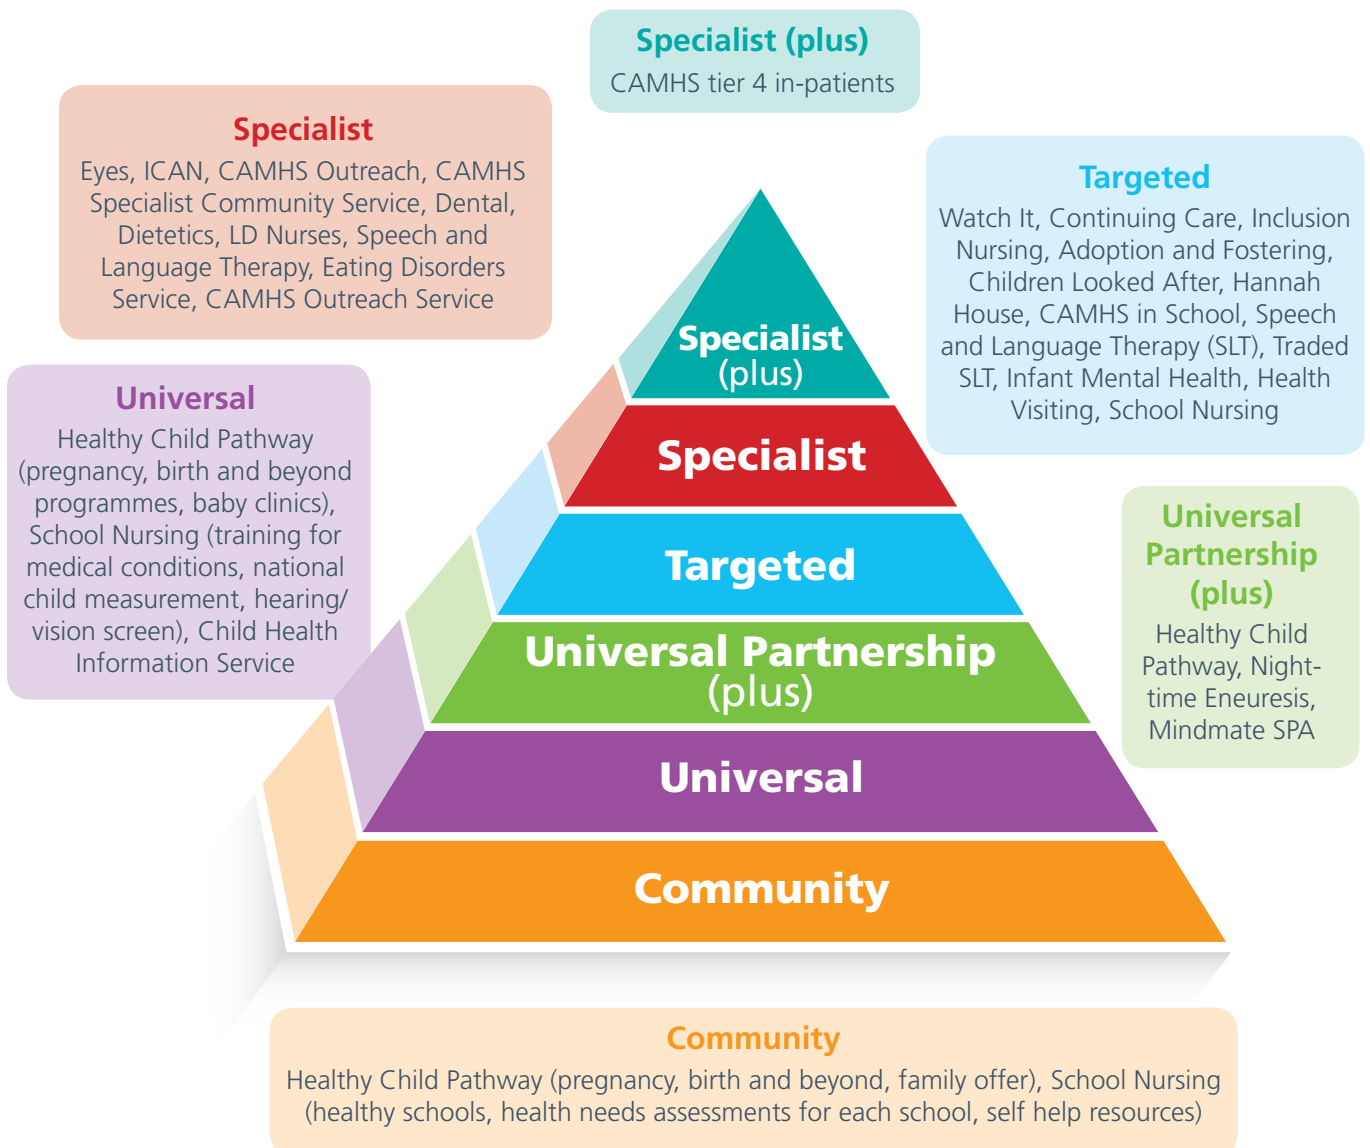 Specialist (plus)
CAMHS tier 4 in-patients
Specialist
Eyes, ICAN, CAMHS Outreach, CAMHS
Specialist Community Service, Dental,
Dietetics, LD Nurses, Speech and
Language Therapy, Eating Disorders
Service, CAMHS Outreach Service
Targeted
Watch It, Continuing Care, Inclusion
Nursing, Adoption and Fostering,
Children Looked After, Hannah
House, CAMHS in School, Speech
and Language Therapy (SLT), Traded
SLT, Infant Mental Health, Health
Visiting, School Nursing
Universal
Healthy Child Pathway
(pregnancy, birth and beyond
programmes, baby clinics),
School Nursing (training for
medical conditions, national
child measurement, hearing/
vision screen), Child Health
Information Service
Universal
Partnership
(plus)
Healthy Child
Pathway, Night-
time Eneuresis,
Mindmate SPA
Specialist
(plus)
Specialist
Targeted
Universal Partnership
(plus)
Universal
Community
Community
Healthy Child Pathway (pregnancy, birth and beyond, family offer), School Nursing
(healthy schools, health needs assessments for each school, self help resources)